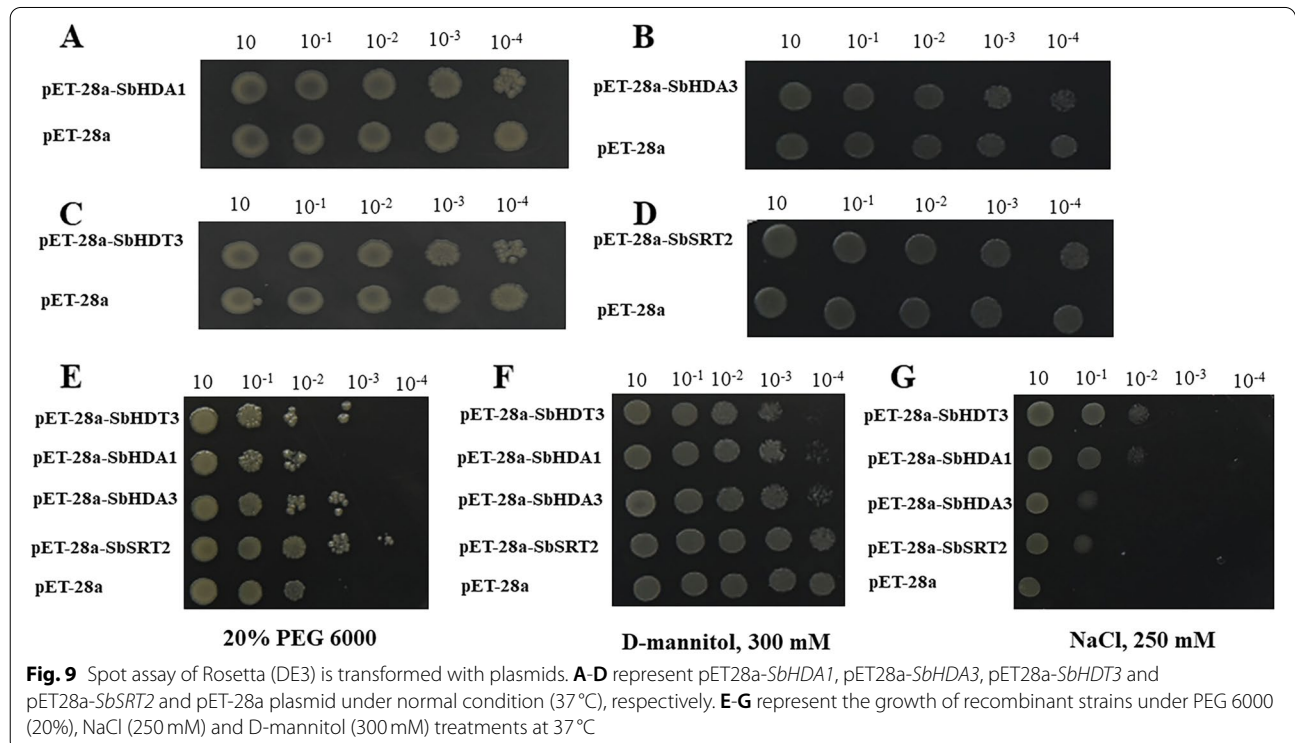 A
10 10⁻¹ 10⁻² 10⁻³ 10⁻⁴
pET-28a-SbHDA1
pET-28a
B
10 10⁻¹ 10⁻² 10⁻³ 10⁻⁴
pET-28a-SbHDA3
pET-28a
C
10 10⁻¹ 10⁻² 10⁻³ 10⁻⁴
pET-28a-SbHDT3
pET-28a
D
10 10⁻¹ 10⁻² 10⁻³ 10⁻⁴
pET-28a-SbSRT2
pET-28a
E
10 10⁻¹ 10⁻² 10⁻³ 10⁻⁴
pET-28a-SbHDT3
pET-28a-SbHDA1
pET-28a-SbHDA3
pET-28a-SbSRT2
pET-28a
20% PEG 6000
F
10 10⁻¹ 10⁻² 10⁻³ 10⁻⁴
pET-28a-SbHDT3
pET-28a-SbHDA1
pET-28a-SbHDA3
pET-28a-SbSRT2
pET-28a
D-mannitol, 300 mM
G
10 10⁻¹ 10⁻² 10⁻³ 10⁻⁴
pET-28a-SbHDT3
pET-28a-SbHDA1
pET-28a-SbHDA3
pET-28a-SbSRT2
pET-28a
NaCl, 250 mM
Fig. 9 Spot assay of Rosetta (DE3) is transformed with plasmids. A-D represent pET28a-SbHDA1, pET28a-SbHDA3, pET28a-SbHDT3 and
pET28a-SbSRT2 and pET-28a plasmid under normal condition (37 °C), respectively. E-G represent the growth of recombinant strains under PEG 6000
(20%), NaCl (250 mM) and D-mannitol (300 mM) treatments at 37 °C